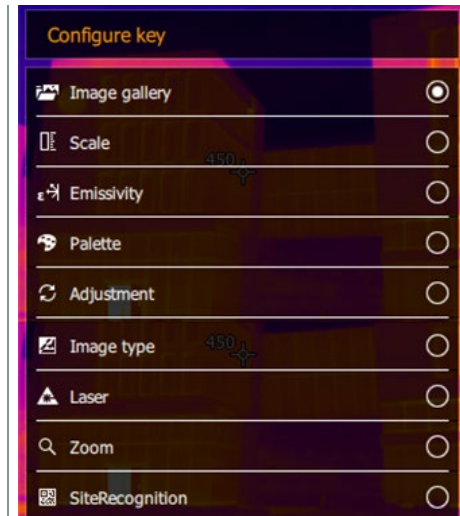 Configure key
Image gallery
Scale
450
Emissivity
Palette
Adjustment
Image type
450
Laser
Zoom
SiteRecognition